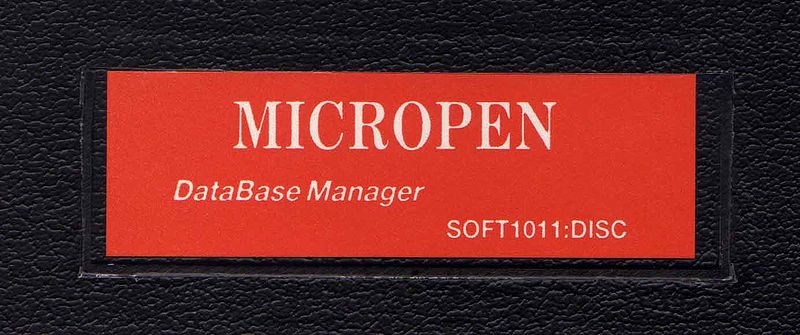 MICROPEN
DataBase Manager
SOFT1011:DISC